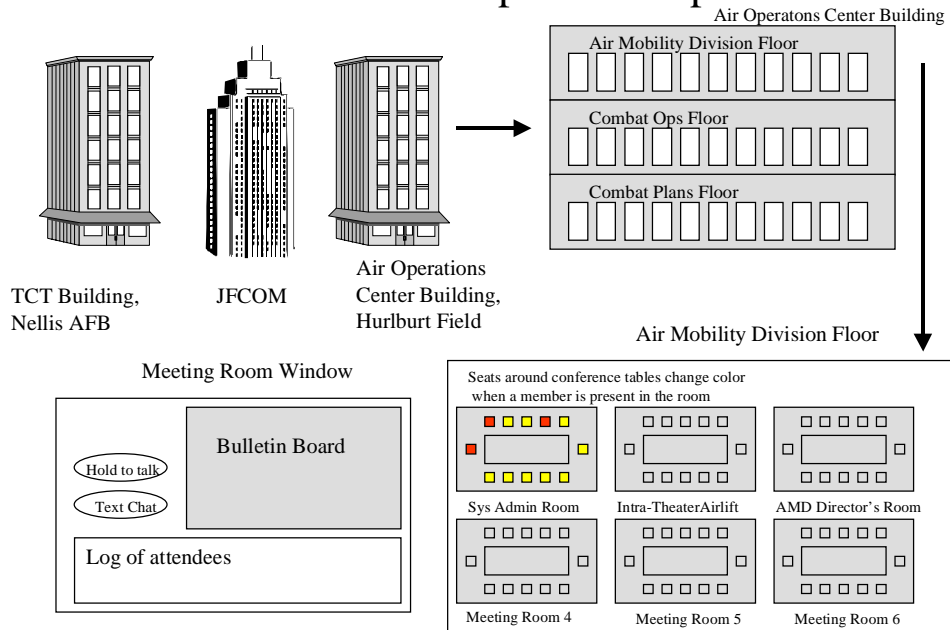 Air Operatons Center Building
Air Mobility Division Floor
Combat Ops Floor
Combat Plans Floor
TCT Building,
Nellis AFB
JFCOM
Air Operations
Center Building,
Hurlburt Field
Air Mobility Division Floor
Meeting Room Window
Bulletin Board
Hold to talk
Text Chat
Log of attendees
Seats around conference tables change color
when a member is present in the room
Sys Admin Room
Intra-TheaterAirlift
AMD Director's Room
Meeting Room 4
Meeting Room 5
Meeting Room 6